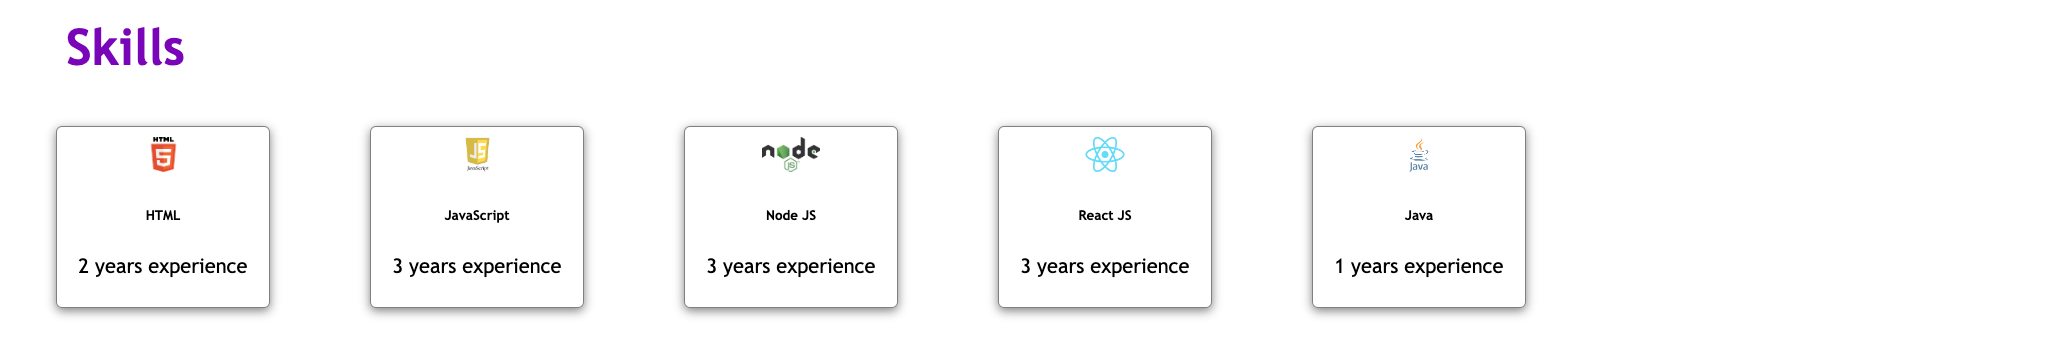 Skills
HTML
5
HTML
2 years experience
JS
JavaScript
JavaScript
3 years experience
node
JS
Node JS
3 years experience
React JS
3 years experience
Java
Java
1 years experience